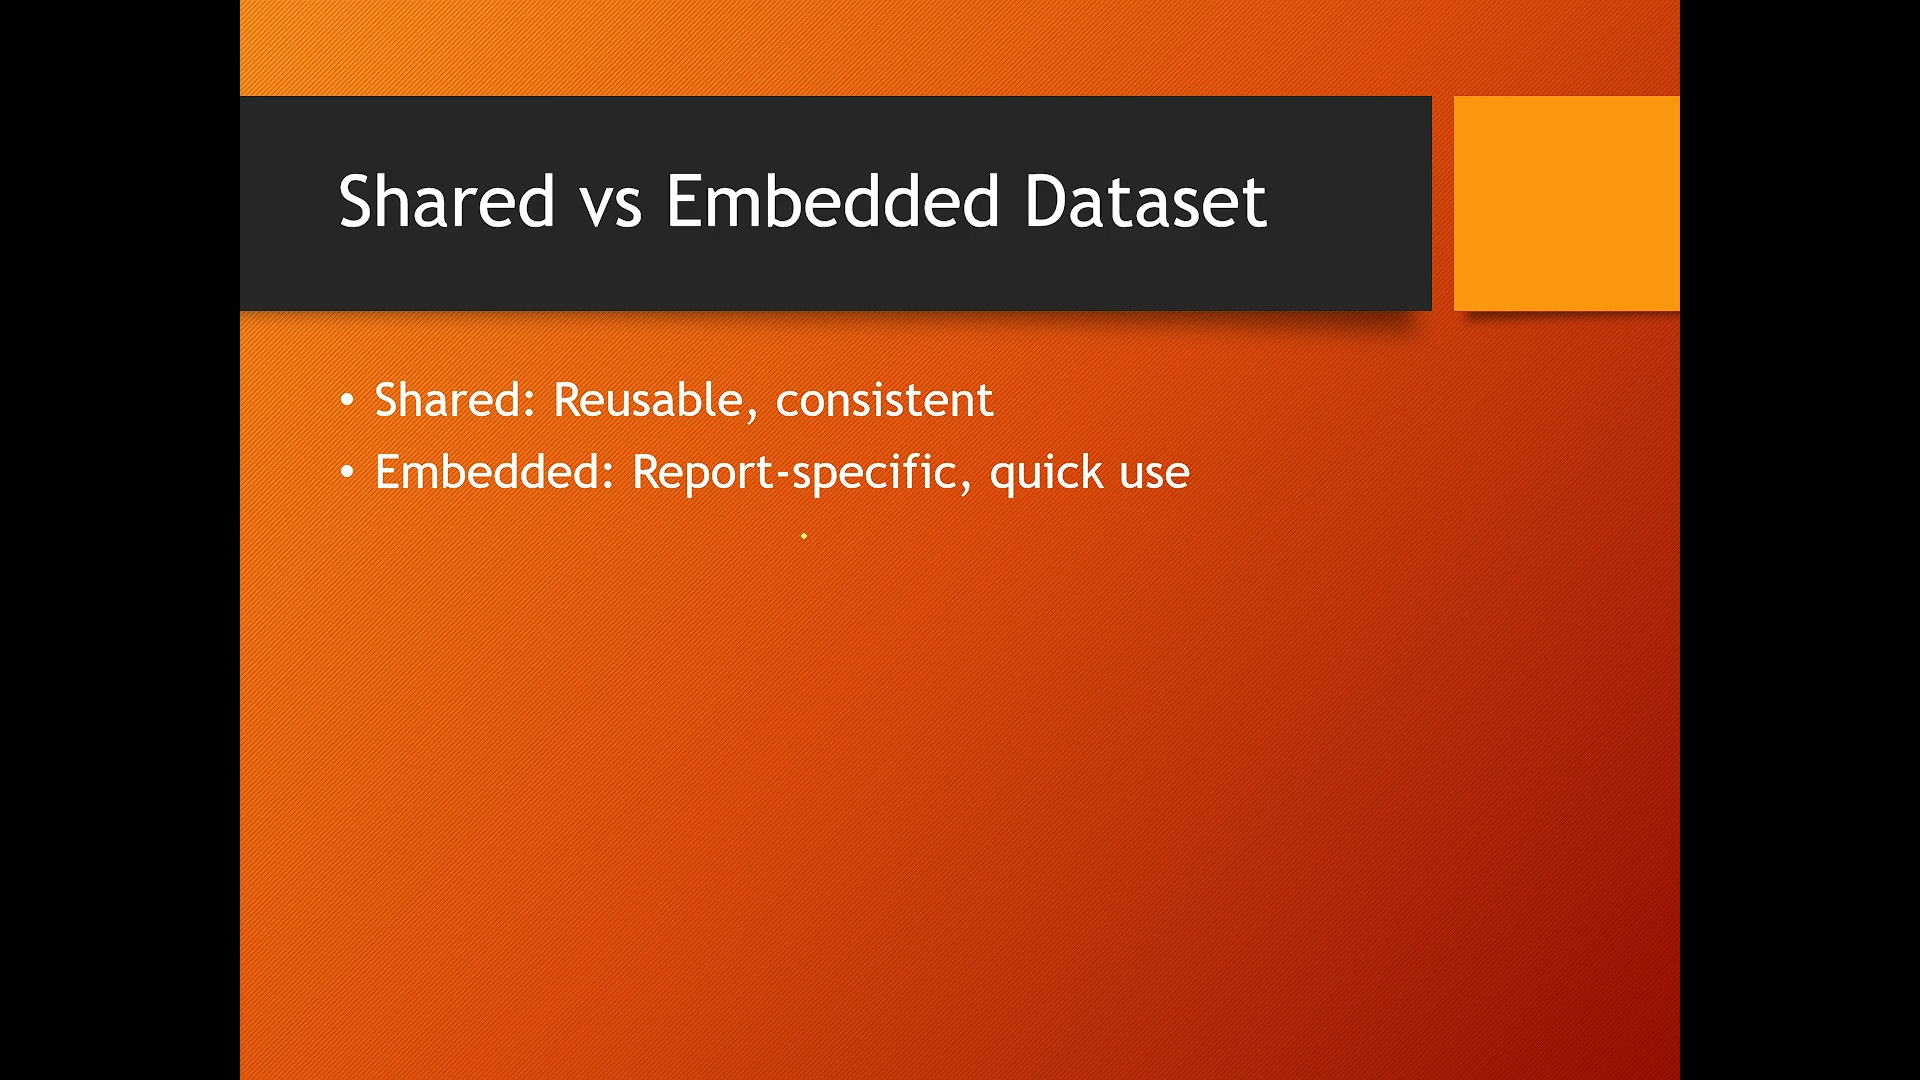 Shared vs Embedded Dataset
• Shared: Reusable, consistent
• Embedded: Report-specific, quick use